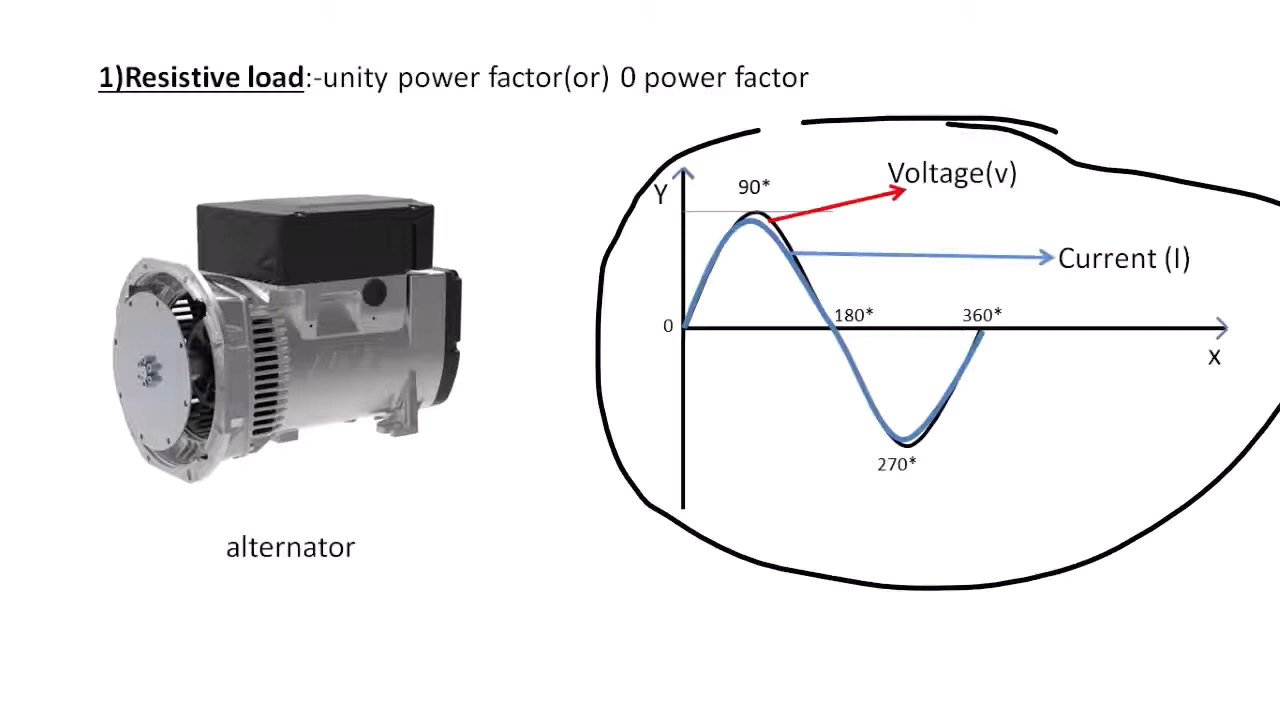 1)Resistive load:-unity power factor(or) 0 power factor
Voltage(v)
90*
Y
Current (I)
180*
360*
0
X
270*
alternator